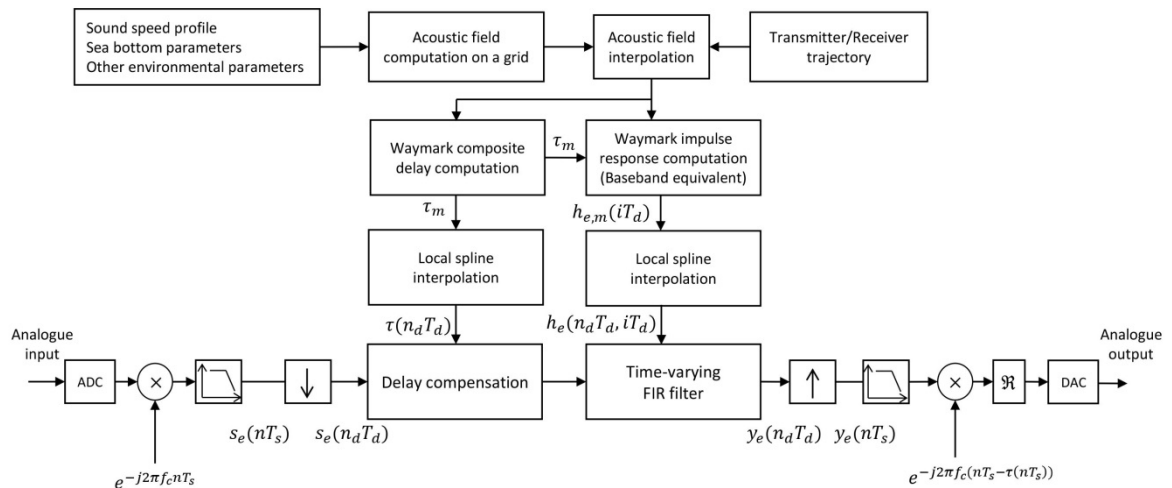 Sound speed profile
Sea bottom parameters
Other environmental parameters
Acoustic field
computation on a grid
Acoustic field
interpolation
Transmitter/Receiver
trajectory
Waymark composite
delay computation
τ_m
Waymark impulse
response computation
(Baseband equivalent)
τ_m
h_{e,m}(iT_d)
Local spline
interpolation
Local spline
interpolation
τ(n_dT_d)
h_e(n_dT_d, iT_d)
Analogue
input
ADC
×
↓
Delay compensation
Time-varying
FIR filter
↑
×
ℜ
DAC
Analogue
output
s_e(nT_s)
s_e(n_dT_d)
y_e(n_dT_d)
y_e(nT_s)
e^{-j2πf_cnT_s}
e^{-j2πf_c(nT_s-τ(nT_s))}